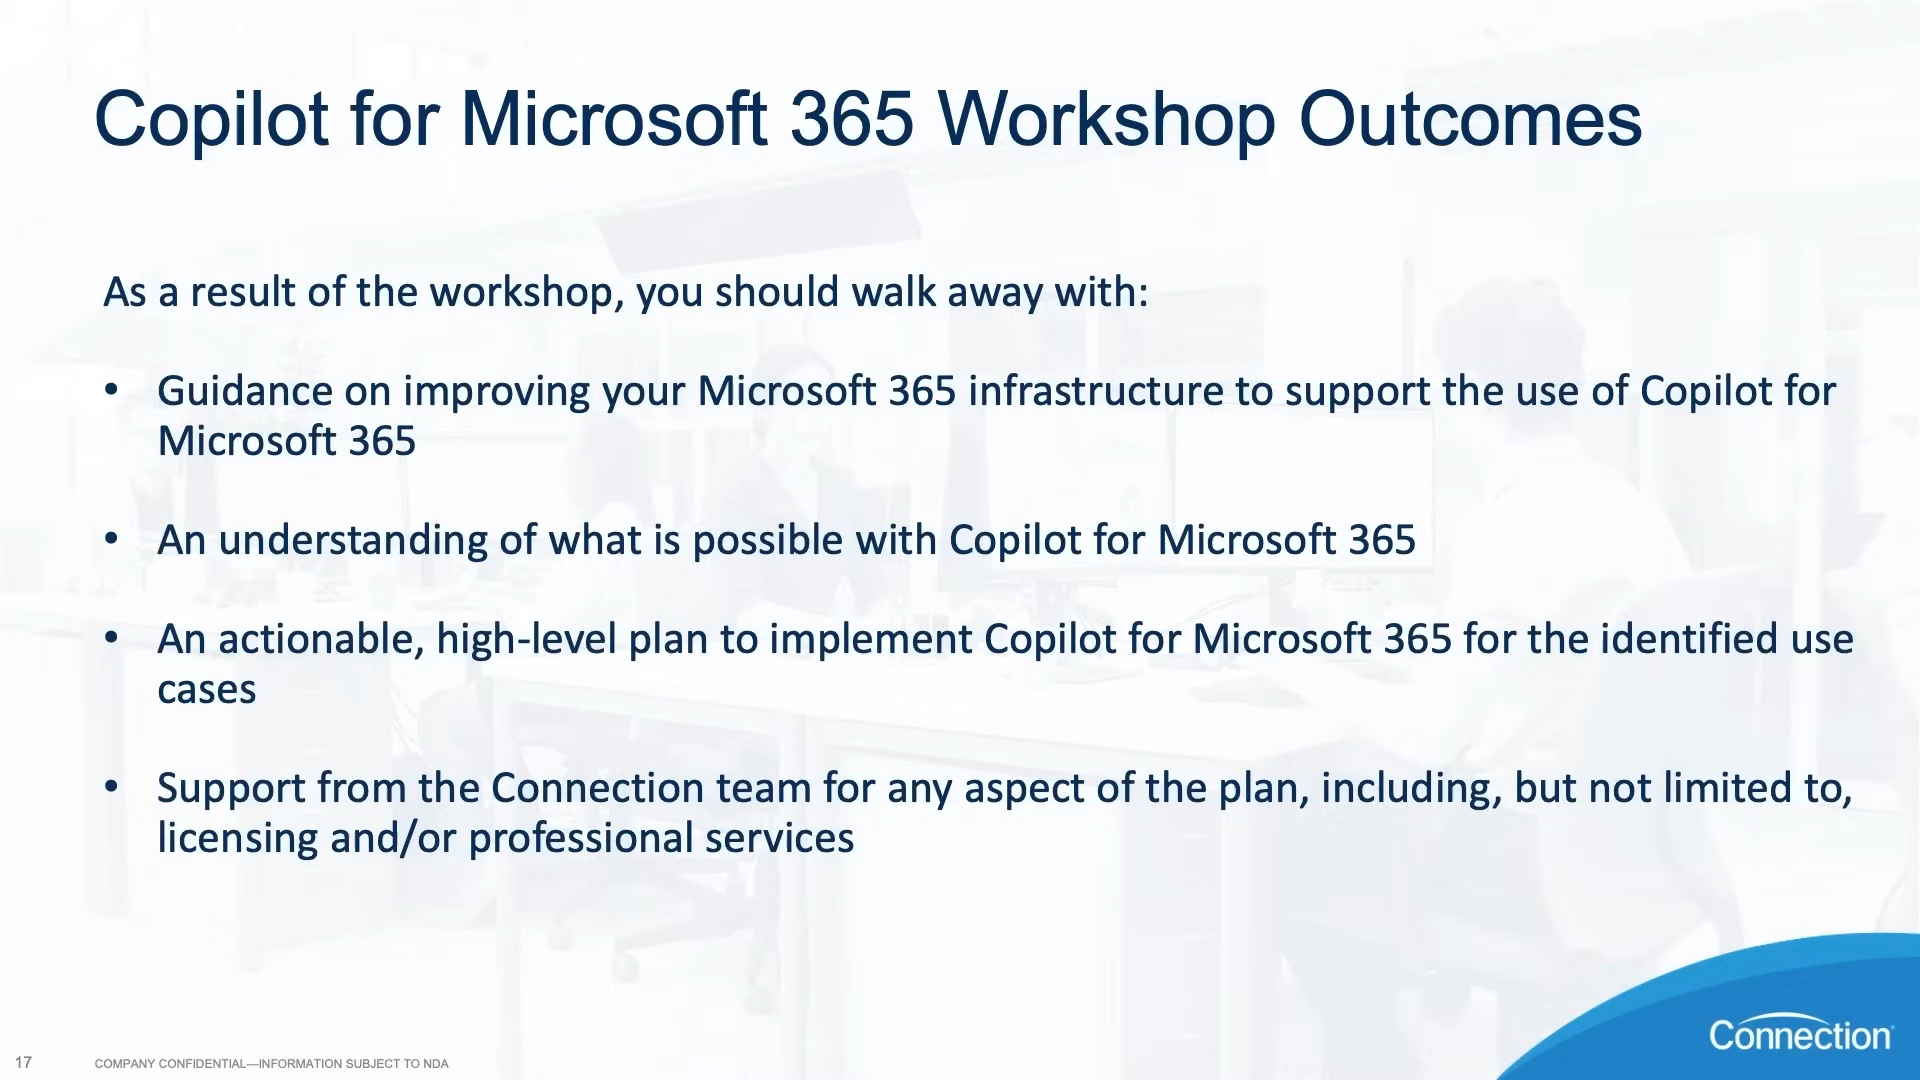 Copilot for Microsoft 365 Workshop Outcomes
As a result of the workshop, you should walk away with:
• Guidance on improving your Microsoft 365 infrastructure to support the use of Copilot for
Microsoft 365
• An understanding of what is possible with Copilot for Microsoft 365
• An actionable, high-level plan to implement Copilot for Microsoft 365 for the identified use
cases
• Support from the Connection team for any aspect of the plan, including, but not limited to,
licensing and/or professional services
Connection
17 COMPANY CONFIDENTIAL—INFORMATION SUBJECT TO NDA